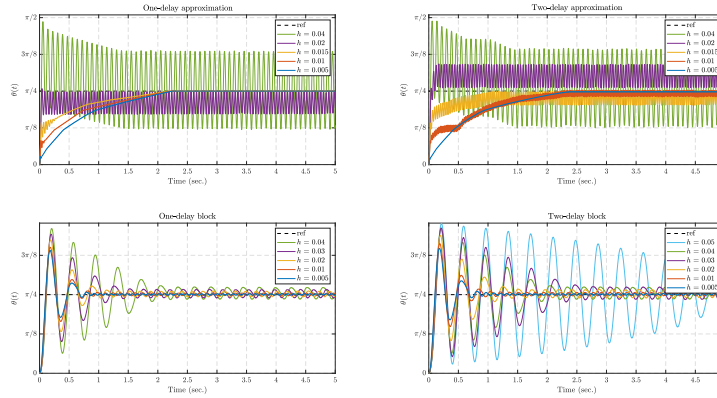 One-delay approximation
π/2
3π/8
π/4
π/8
0
θ(t)
ref
h = 0.04
h = 0.02
h = 0.015
h = 0.01
h = 0.005
0 0.5 1 1.5 2 2.5 3 3.5 4 4.5 5
Time (sec.)
Two-delay approximation
π/2
3π/8
π/4
π/8
0
θ(t)
ref
h = 0.04
h = 0.02
h = 0.015
h = 0.01
h = 0.005
0 0.5 1 1.5 2 2.5 3 3.5 4 4.5
Time (sec.)
One-delay block
3π/8
π/4
π/8
0
θ(t)
ref
h = 0.04
h = 0.03
h = 0.02
h = 0.01
h = 0.005
0 0.5 1 1.5 2 2.5 3 3.5 4 4.5 5
Time (sec.)
Two-delay block
3π/8
π/4
π/8
0
θ(t)
ref
h = 0.05
h = 0.04
h = 0.03
h = 0.02
h = 0.01
h = 0.005
0 0.5 1 1.5 2 2.5 3 3.5 4 4.5
Time (sec.)